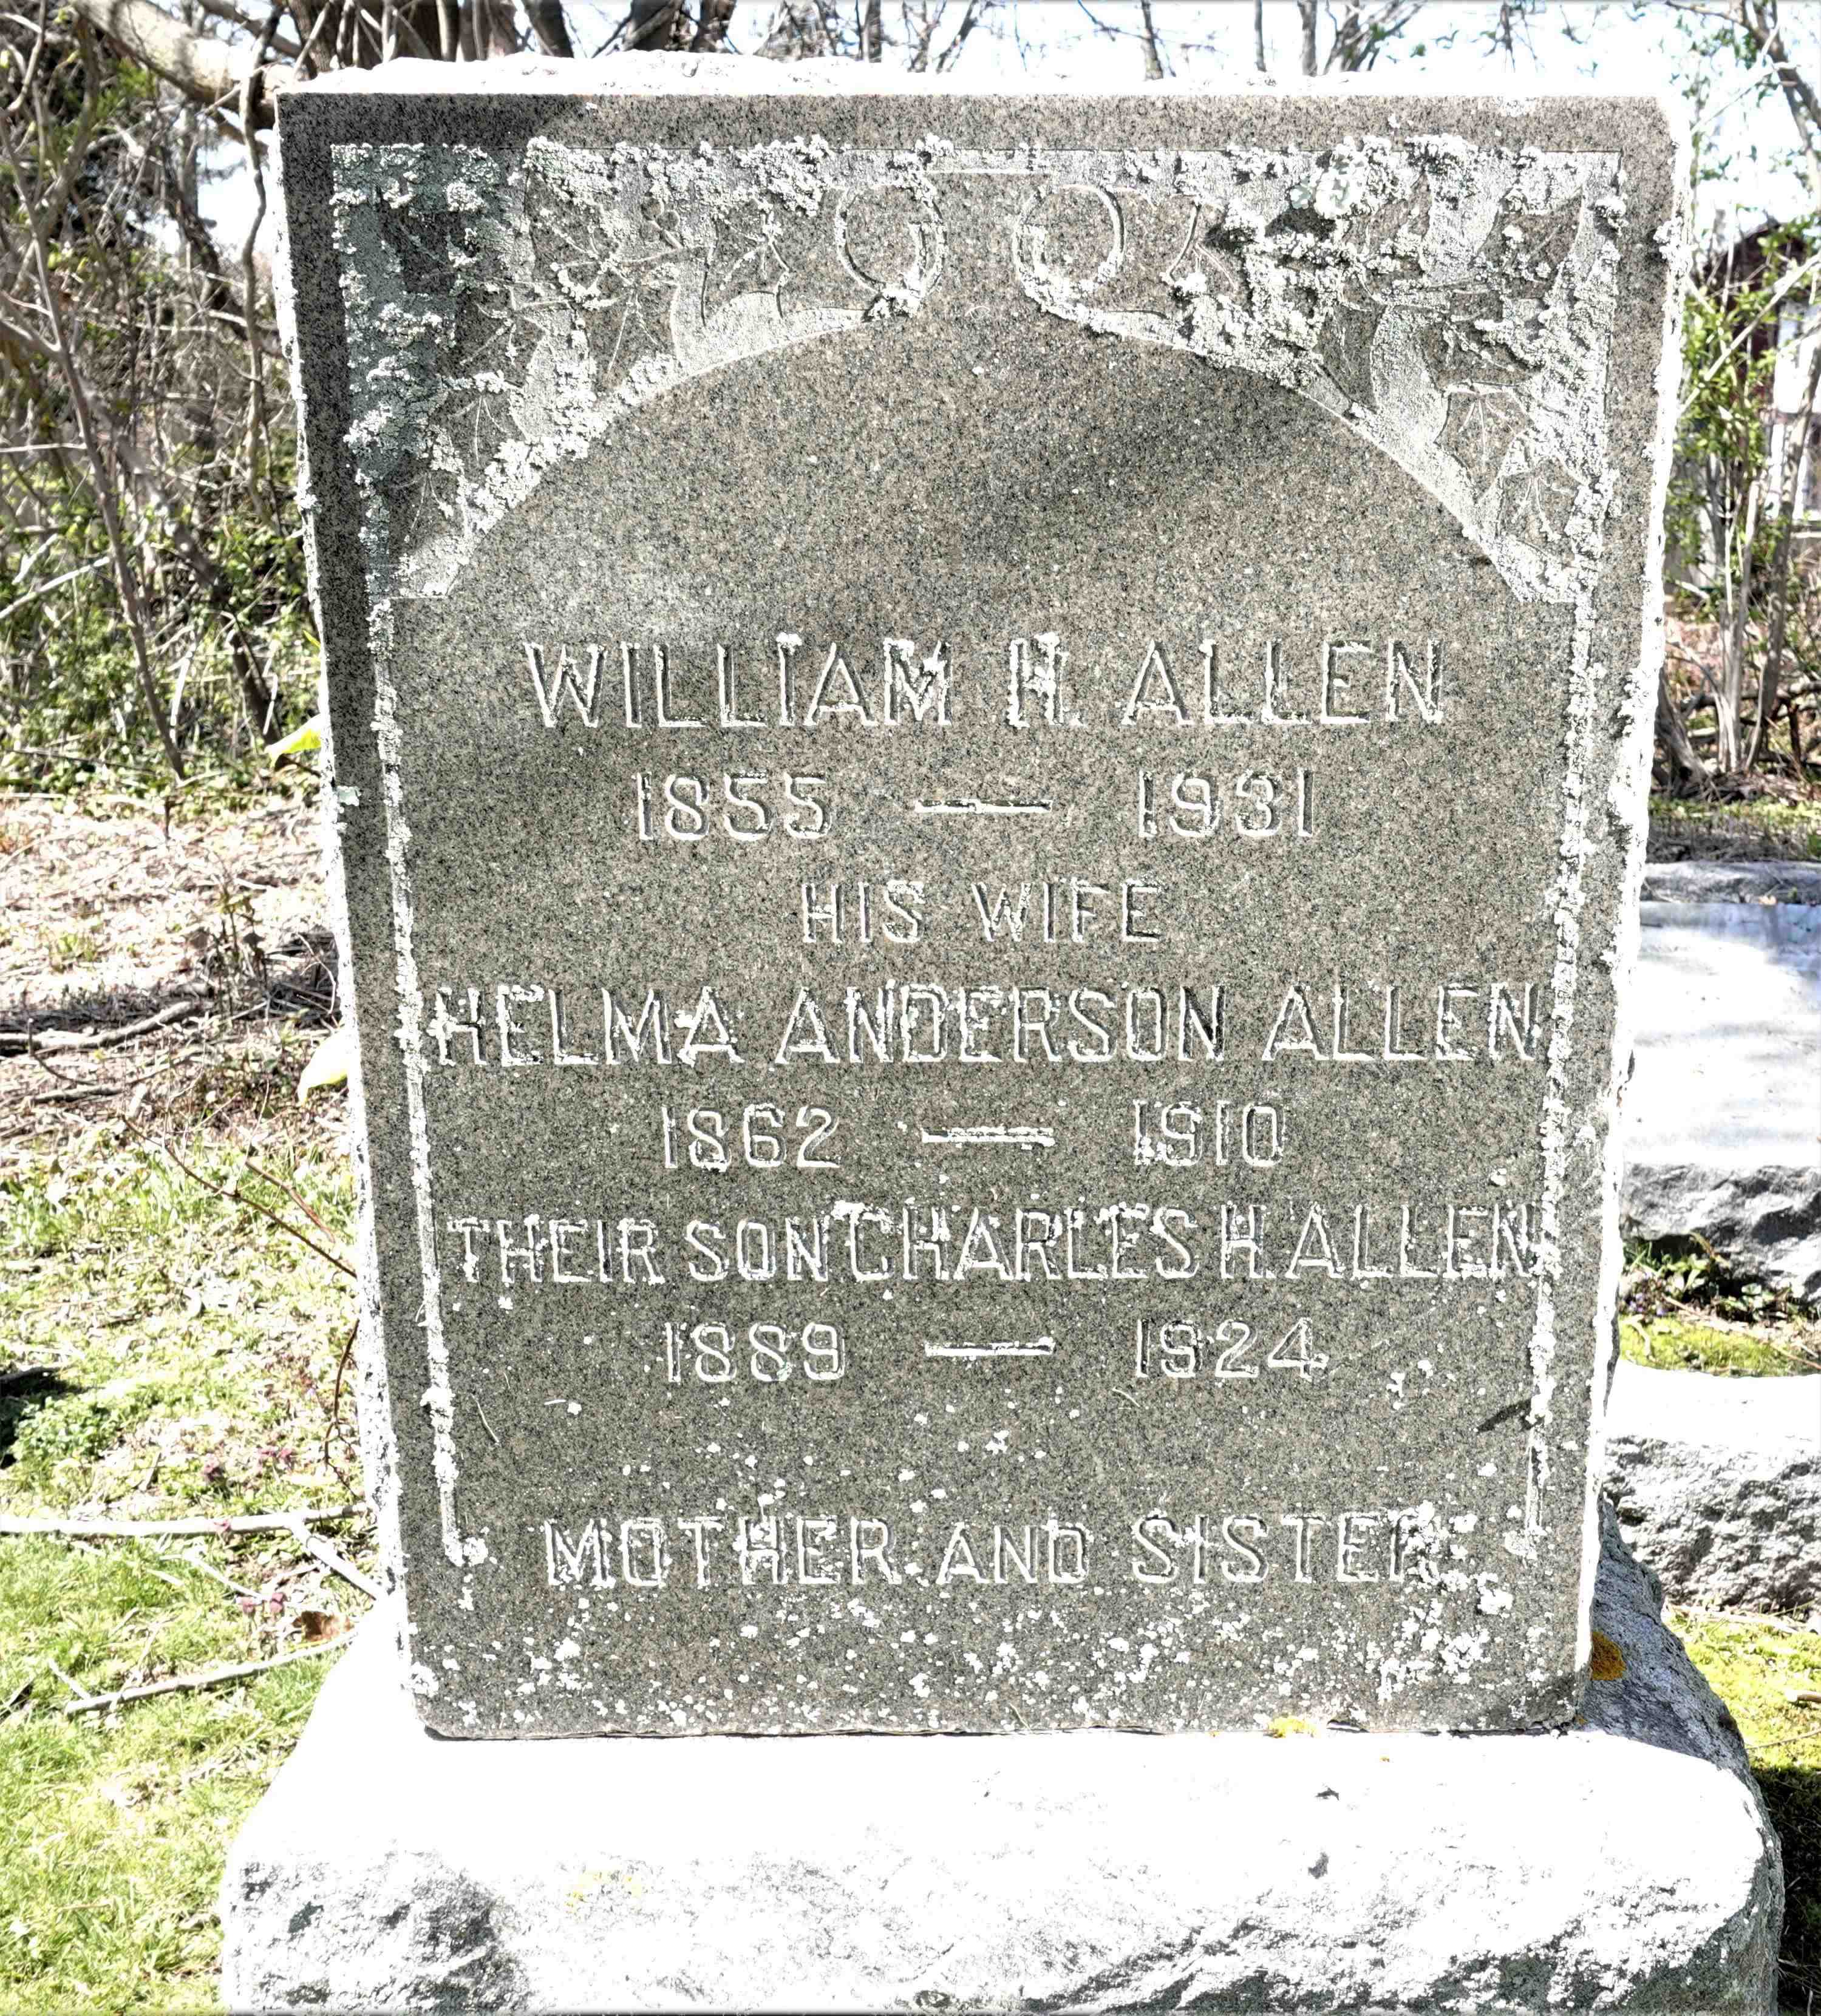 WILLIAM H. ALLEN
1855 — 1931
HIS WIFE
HELMA ANDERSON ALLEN
1862 — 1910
THEIR SON CHARLES H. ALLEN
1889 — 1924
MOTHER AND SISTER